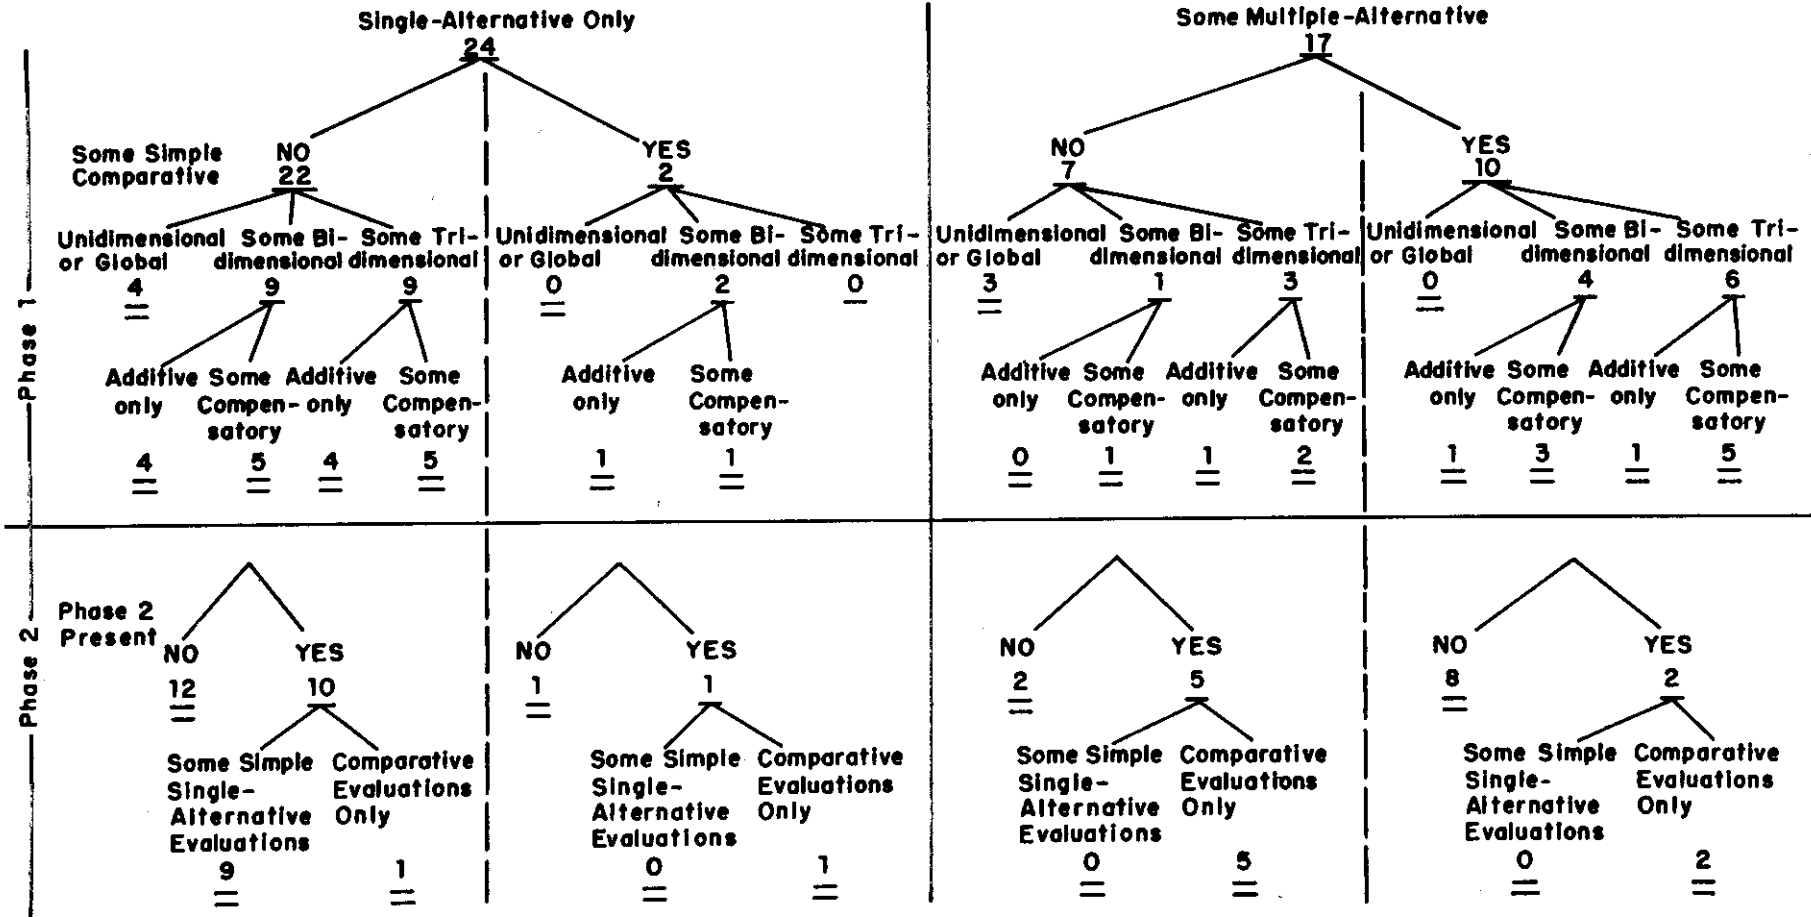 Single-Alternative Only
24
Some Multiple-Alternative
17
Some Simple
Comparative
NO
22
YES
2
NO
7
YES
10
Unidimensional Some Bi- Some Tri-
or Global dimensional dimensional
4 9 9
Unidimensional Some Bi- Some Tri-
or Global dimensional dimensional
0 2 0
Unidimensional Some Bi- Some Tri-
or Global dimensional dimensional
3 1 3
Unidimensional Some Bi- Some Tri-
or Global dimensional dimensional
0 4 6
Phase 1
Additive Some Additive Some
only Compen- only Compen-
satory satory
4 5 4 5
Additive Some
only Compen-
satory
1 1
Additive Some Additive Some
only Compen- only Compen-
satory satory
0 1 1 2
Additive Some Additive Some
only Compen- only Compen-
satory satory
1 3 1 5
Phase 2
Phase 2
Present
NO YES
12 10
Some Simple Comparative
Single- Evaluations
Alternative Only
Evaluations
9 1
NO YES
1 1
Some Simple Comparative
Single- Evaluations
Alternative Only
Evaluations
0 1
NO YES
2 5
Some Simple Comparative
Single- Evaluations
Alternative Only
Evaluations
0 5
NO YES
8 2
Some Simple Comparative
Single- Evaluations
Alternative Only
Evaluations
0 2